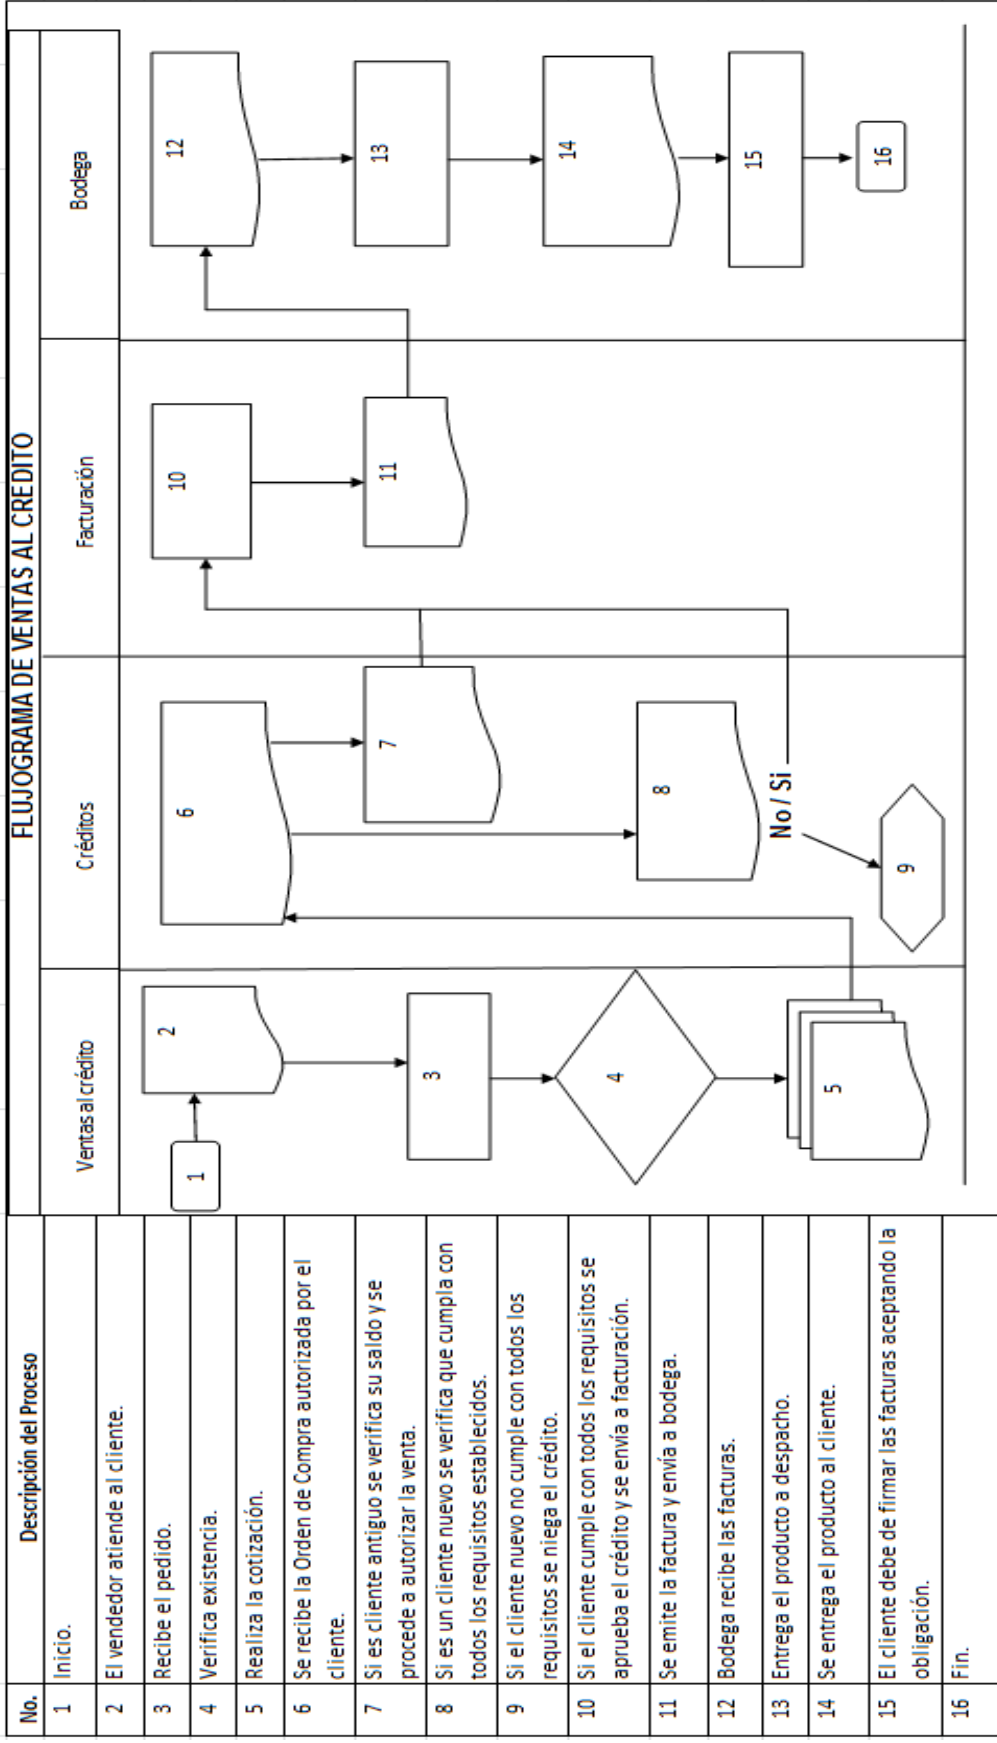 FLUJOGRAMA DE VENTAS AL CREDITO
No. Descripción del Proceso
Ventas al crédito Créditos Facturación Bodega
1 Inicio.
2 El vendedor atiende al cliente.
3 Recibe el pedido.
4 Verifica existencia.
5 Realiza la cotización.
6 Se recibe la Orden de Compra autorizada por el
cliente.
7 Si es cliente antiguo se verifica su saldo y se
procede a autorizar la venta.
8 Si es un cliente nuevo se verifica que cumpla con
todos los requisitos establecidos.
9 Si el cliente nuevo no cumple con todos los
requisitos se niega el crédito.
10 Si el cliente cumple con todos los requisitos se
aprueba el crédito y se envía a facturación.
11 Se emite la factura y envía a bodega.
12 Bodega recibe las facturas.
13 Entrega el producto a despacho.
14 Se entrega el producto al cliente.
15 El cliente debe de firmar las facturas aceptando la
obligación.
16 Fin.
1
2
3
4
5
6
7
8
No / Si
9
10
11
12
13
14
15
16